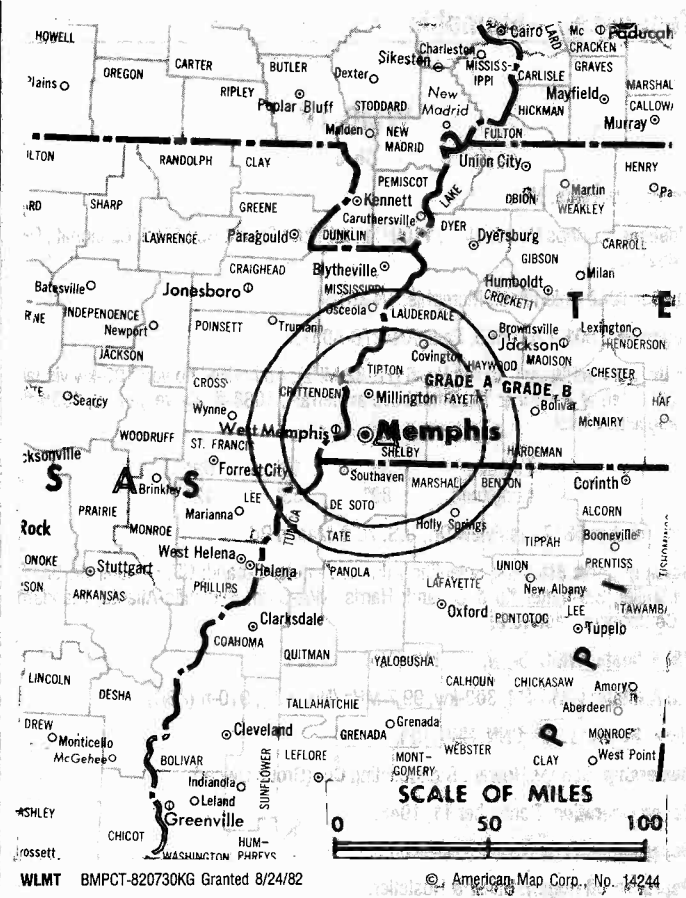 HOWELL
Cairo
LARD
Mc
CRACKEN
Paducah
CARTER
BUTLER
Charleston
Sikeston
MISSISS-
IPPI
CARLISLE
GRAVES
OREGON
Dexter
Plains
RIPLEY
Poplar Bluff
STODDARD
New
Madrid
HICKMAN
Mayfield
Murray
Malden
NEW
MADRID
FULTON
RANDOLPH
CLAY
Union City
HENRY
PEMISCOT
LAKE
OBION
Martin
WEAKLEY
SHARP
GREENE
Kennett
Caruthersville
LAWRENCE
Paragould
DUNKLIN
DYER
Dyersburg
CARROLL
GIBSON
CRAIGHEAD
Blytheville
Milan
Batesville
Jonesboro
MISSISSIPPI
Humboldt
CROCKETT
T E
INDEPENDENCE
Newport
POINSETT
Trumann
Osceola
LAUDERDALE
Brownsville
Lexington
HENDERSON
JACKSON
Covington
HAYWOOD
Jackson
MADISON
CHESTER
TIPTON
CROSS
CRITTENDEN
GRADE A
GRADE B
Searcy
Wynne
Millington
FAYETTE
Bolivar
McNAIRY
WOODRUFF
West Memphis
Memphis
ST. FRANCIS
SHELBY
HARDEMAN
cksonville
Forrest City
S A S
Brinkley
Southaven
MARSHALL
BENTON
Corinth
LEE
DE SOTO
PRAIRIE
Marianna
TUNICA
Holly Springs
ALCORN
Rock
MONROE
TATE
TIPPAH
Booneville
PRENTISS
TISHOMINGO
West Helena
Helena
ONOKE
Stuttgart
PANOLA
UNION
New Albany
SON
ARKANSAS
PHILLIPS
LAFAYETTE
Oxford
PONTOTOC
LEE
ITAWAMBA
Clarksdale
Tupelo
COAHOMA
QUITMAN
YALOBUSHA
I
P
P
LINCOLN
DESHA
CALHOUN
CHICKASAW
Amory
TALLAHATCHIE
Aberdeen
DREW
Monticello
McGehee
Cleveland
GRENADA
Grenada
MONROE
BOLIVAR
SUNFLOWER
LEFLORE
MONT-
GOMERY
WEBSTER
CLAY
West Point
Indianola
Leland
Greenville
ASHLEY
CHICOT
rossett
WASHINGTON
HUM-
PHREYS
SCALE OF MILES
0 50 100
WLMT BMPCT-820730KG Granted 8/24/82
© American Map Corp., No. 14244